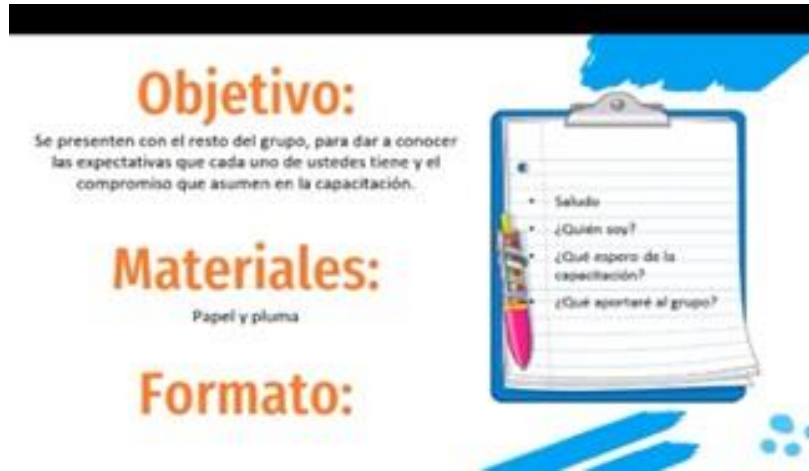 Objetivo:
Se presenten con el resto del grupo, para dar a conocer
las expectativas que cada uno de ustedes tiene y el
compromiso que asumen en la capacitación.
Materiales:
Papel y pluma
Formato:
• Saludo
• ¿Quién soy?
• ¿Qué espero de la
capacitación?
• ¿Qué aportaré al grupo?